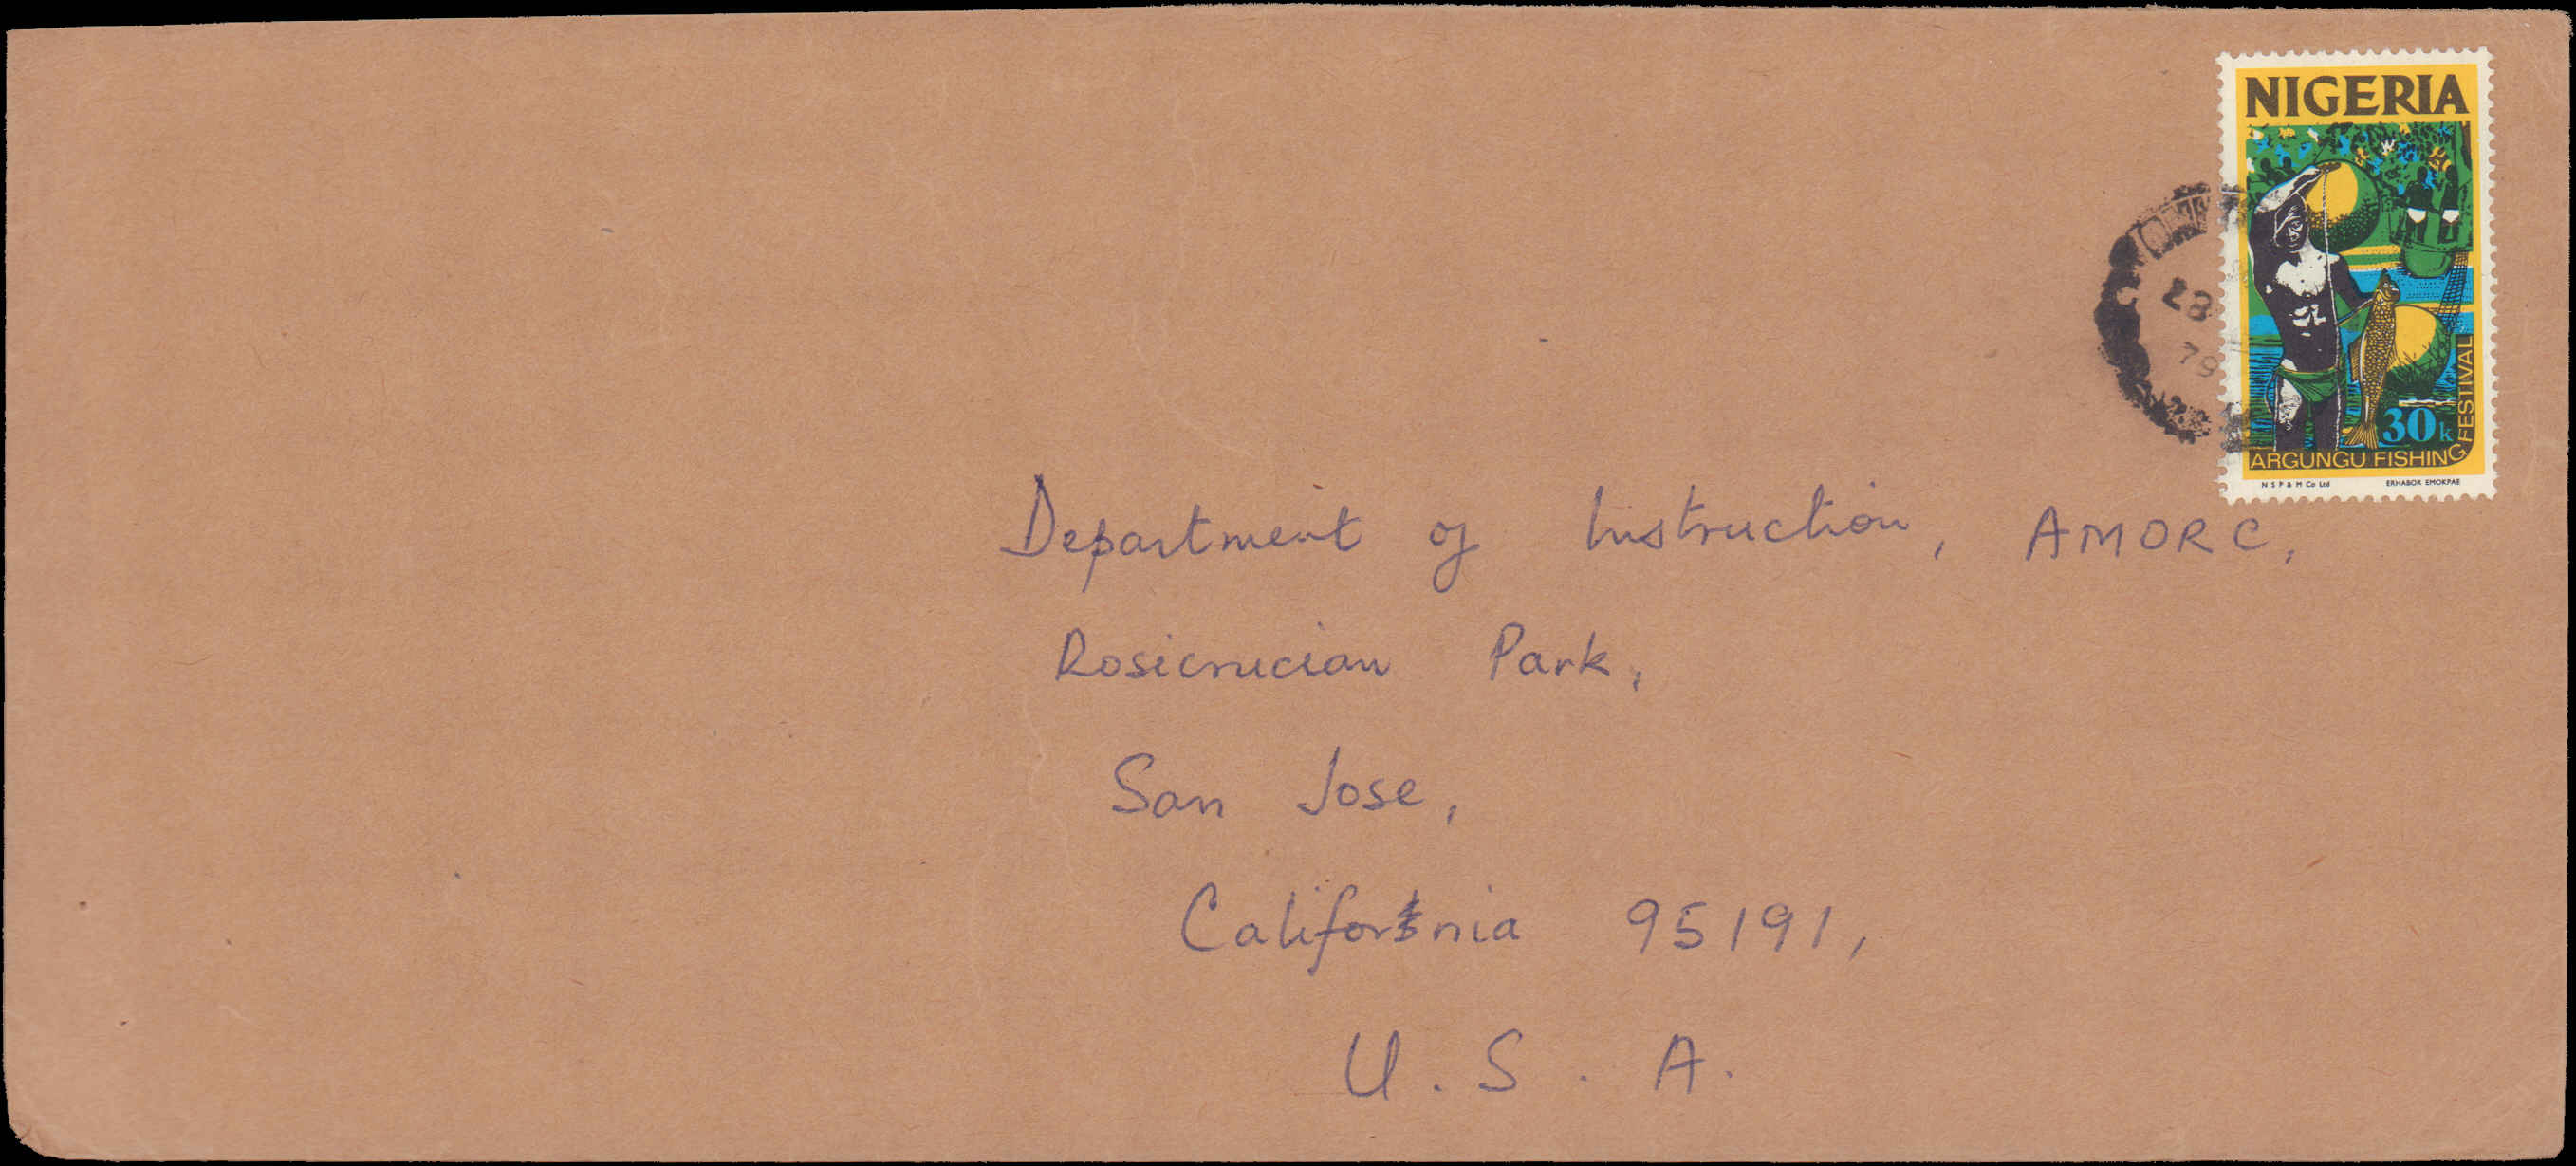 NIGERIA
28
79
30k
ARGUNGU FISHING FESTIVAL
N S P & M Co Ltd ERHABOR EMOKPAE
Department of Instruction, AMORC,
Rosicrucian Park,
San Jose,
California 95191,
U. S. A.